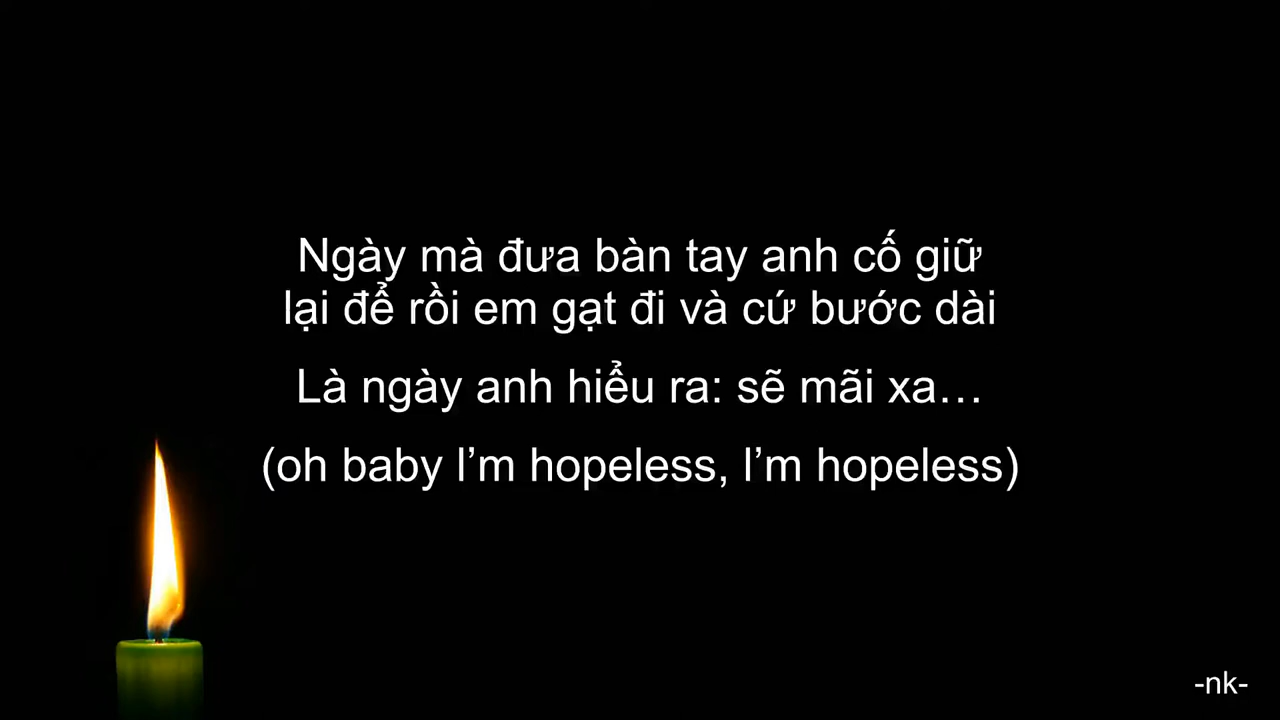 Ngày mà đưa bàn tay anh cố giữ
lại để rồi em gạt đi và cứ bước dài
Là ngày anh hiểu ra: sẽ mãi xa…
(oh baby I’m hopeless, I’m hopeless)
-nk-